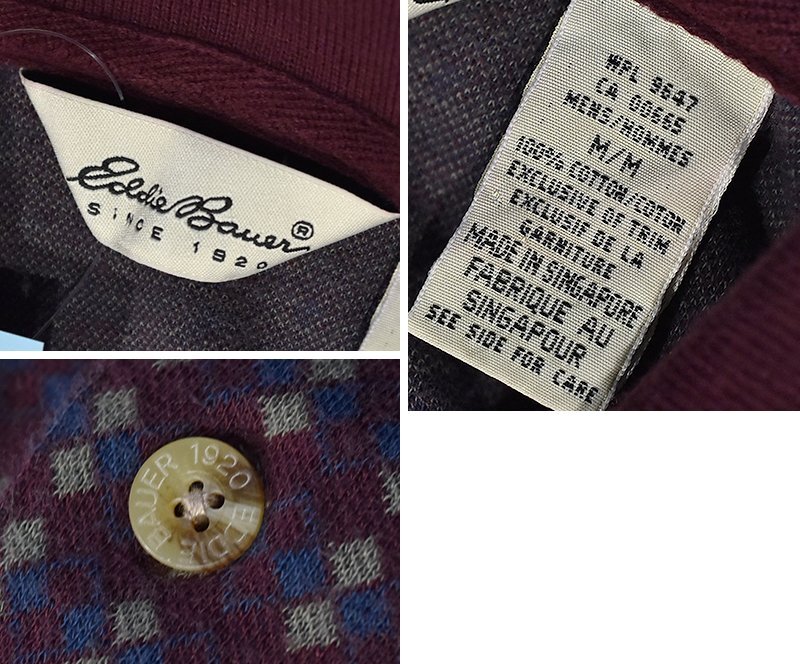 Eddie Bauer®
SINCE 1920
WPL 9647
CA 00665
MENS/HOMMES
M/M
100% COTTON/COTON
EXCLUSIVE OF TRIM
EXCLUSIF DE LA
GARNITURE
MADE IN SINGAPORE
FABRIQUE AU
SINGAPOUR
SEE SIDE FOR CARE
EDDIE BAUER 1920